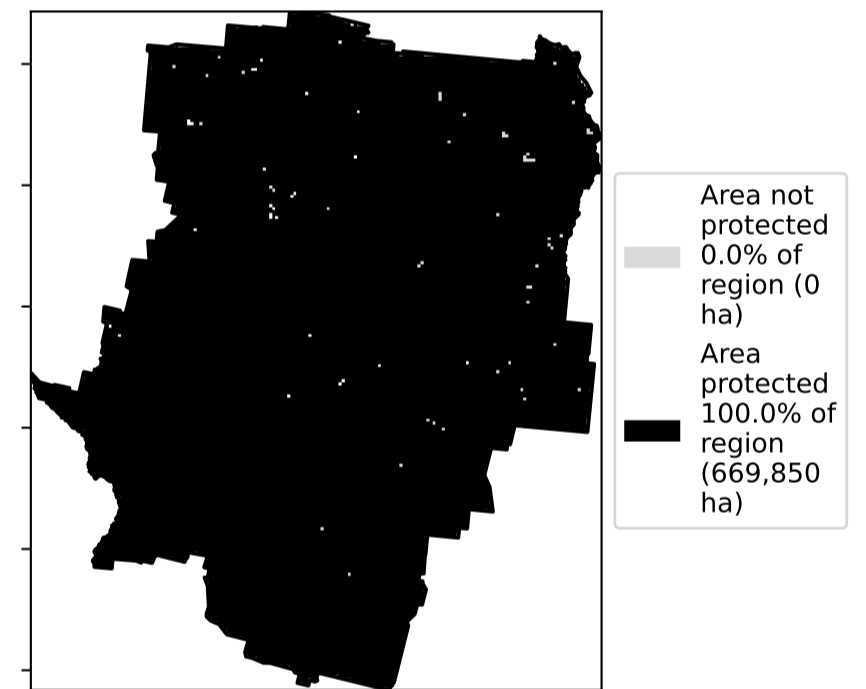 Area not
protected
0.0% of
region (0
ha)
Area
protected
100.0% of
region
(669,850
ha)